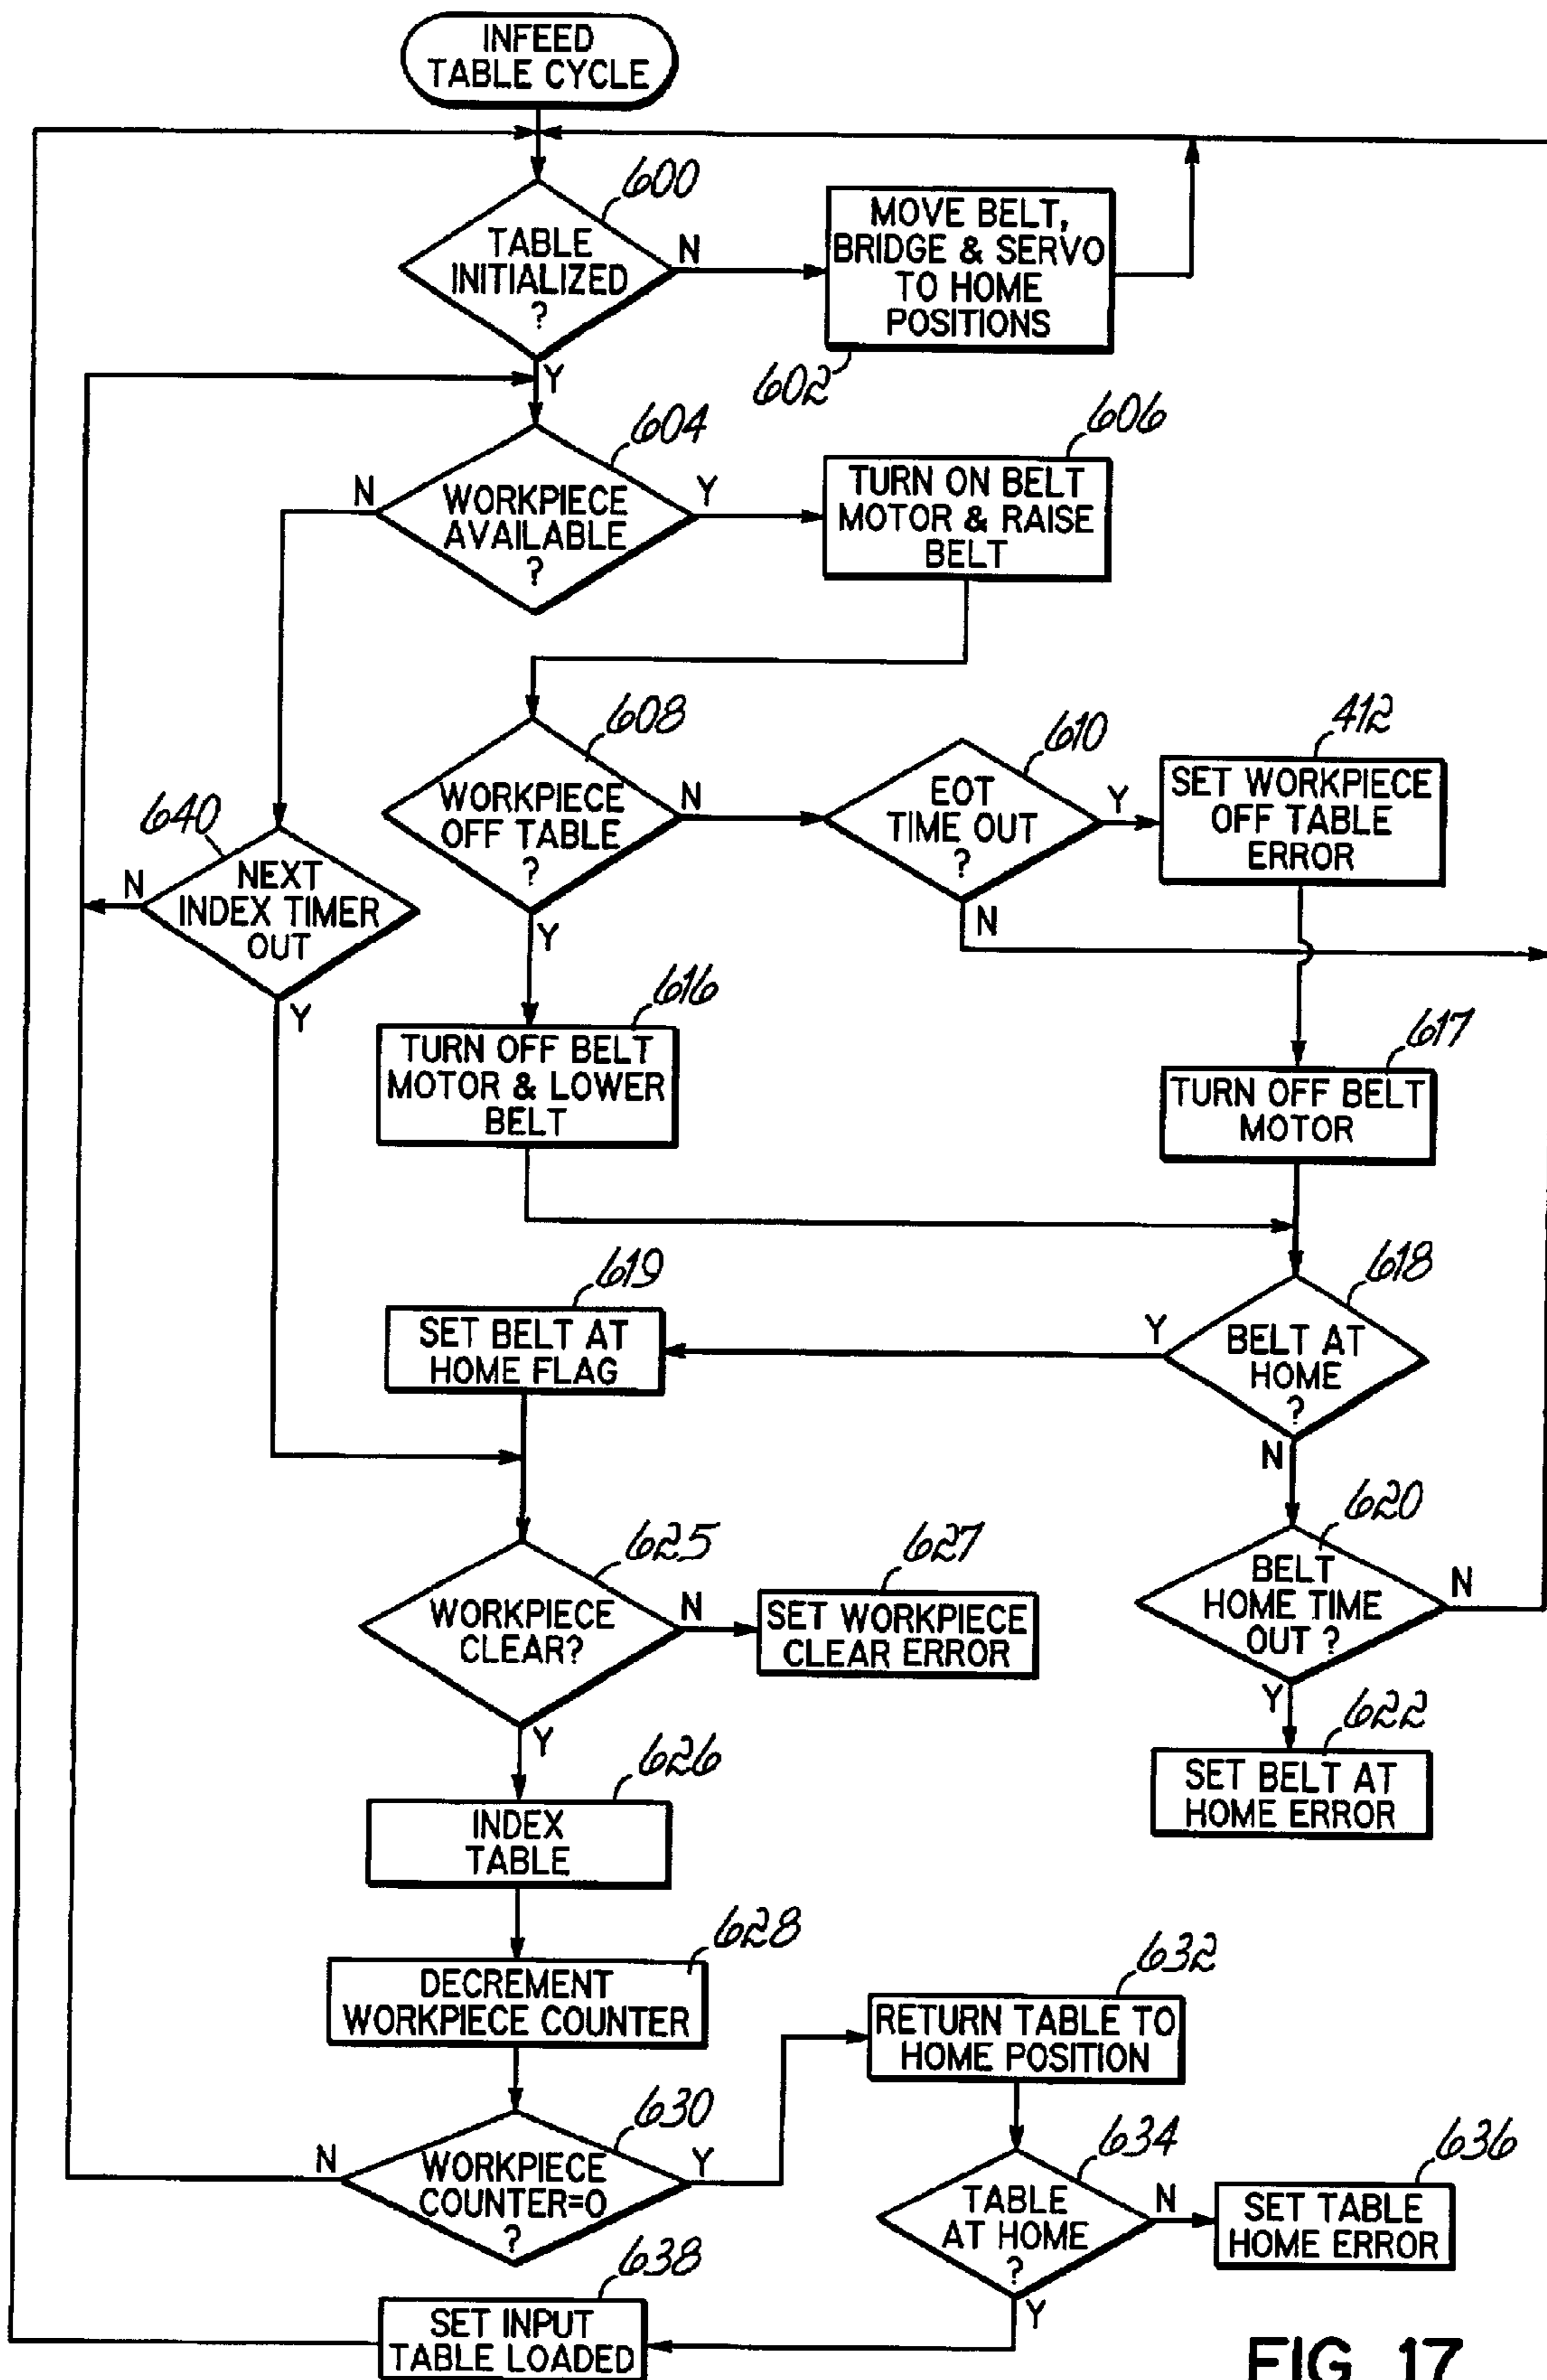 INFEED
TABLE CYCLE
600
TABLE
INITIALIZED
?
N
Y
MOVE BELT,
BRIDGE & SERVO
TO HOME
POSITIONS
602
604
WORKPIECE
AVAILABLE
?
N
Y
606
TURN ON BELT
MOTOR & RAISE
BELT
608
WORKPIECE
OFF TABLE
?
N
Y
610
EOT
TIME OUT
?
Y
N
412
SET WORKPIECE
OFF TABLE
ERROR
640
NEXT
INDEX TIMER
OUT
N
Y
616
TURN OFF BELT
MOTOR & LOWER
BELT
617
TURN OFF BELT
MOTOR
618
BELT AT
HOME
?
Y
N
619
SET BELT AT
HOME FLAG
620
BELT
HOME TIME
OUT ?
N
Y
622
SET BELT AT
HOME ERROR
625
WORKPIECE
CLEAR?
N
Y
627
SET WORKPIECE
CLEAR ERROR
626
INDEX
TABLE
628
DECREMENT
WORKPIECE COUNTER
630
WORKPIECE
COUNTER=0
?
N
Y
632
RETURN TABLE TO
HOME POSITION
634
TABLE
AT HOME
?
N
Y
636
SET TABLE
HOME ERROR
638
SET INPUT
TABLE LOADED
FIG. 17